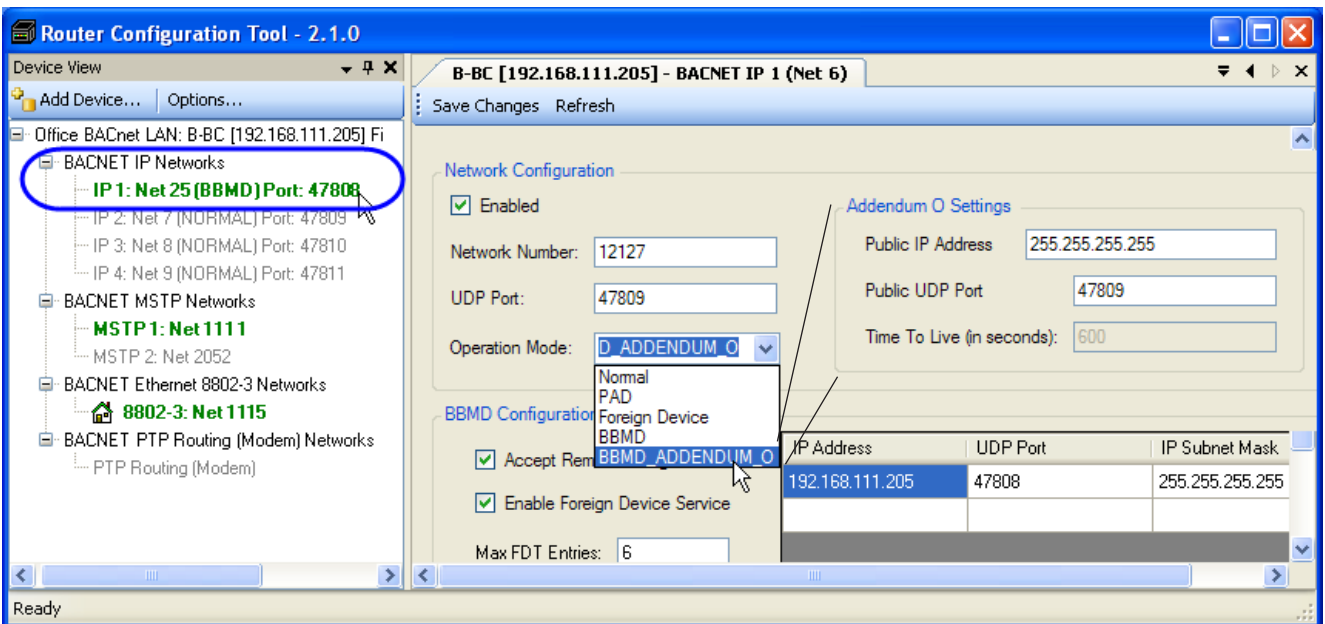 Router Configuration Tool - 2.1.0
Device View
Add Device...
Options...
Office BACnet LAN: B-BC [192.168.111.205] Fi
BACNET IP Networks
IP 1: Net 25 (BBMD) Port: 47808
IP 2: Net 7 (NORMAL) Port: 47809
IP 3: Net 8 (NORMAL) Port: 47810
IP 4: Net 9 (NORMAL) Port: 47811
BACNET MSTP Networks
MSTP 1: Net 1111
MSTP 2: Net 2052
BACNET Ethernet 8802-3 Networks
8802-3: Net 1115
BACNET PTP Routing (Modem) Networks
PTP Routing (Modem)
B-BC [192.168.111.205] - BACNET IP 1 (Net 6)
Save Changes Refresh
Network Configuration
Enabled
Network Number: 12127
UDP Port: 47809
Operation Mode: D_ADDENDUM_O
Normal
PAD
Foreign Device
BBMD
BBMD_ADDENDUM_O
Addendum O Settings
Public IP Address 255.255.255.255
Public UDP Port 47809
Time To Live (in seconds): 600
BBMD Configuration
Accept Rem
Enable Foreign Device Service
Max FDT Entries: 6
IP Address UDP Port IP Subnet Mask
192.168.111.205 47808 255.255.255.255
Ready